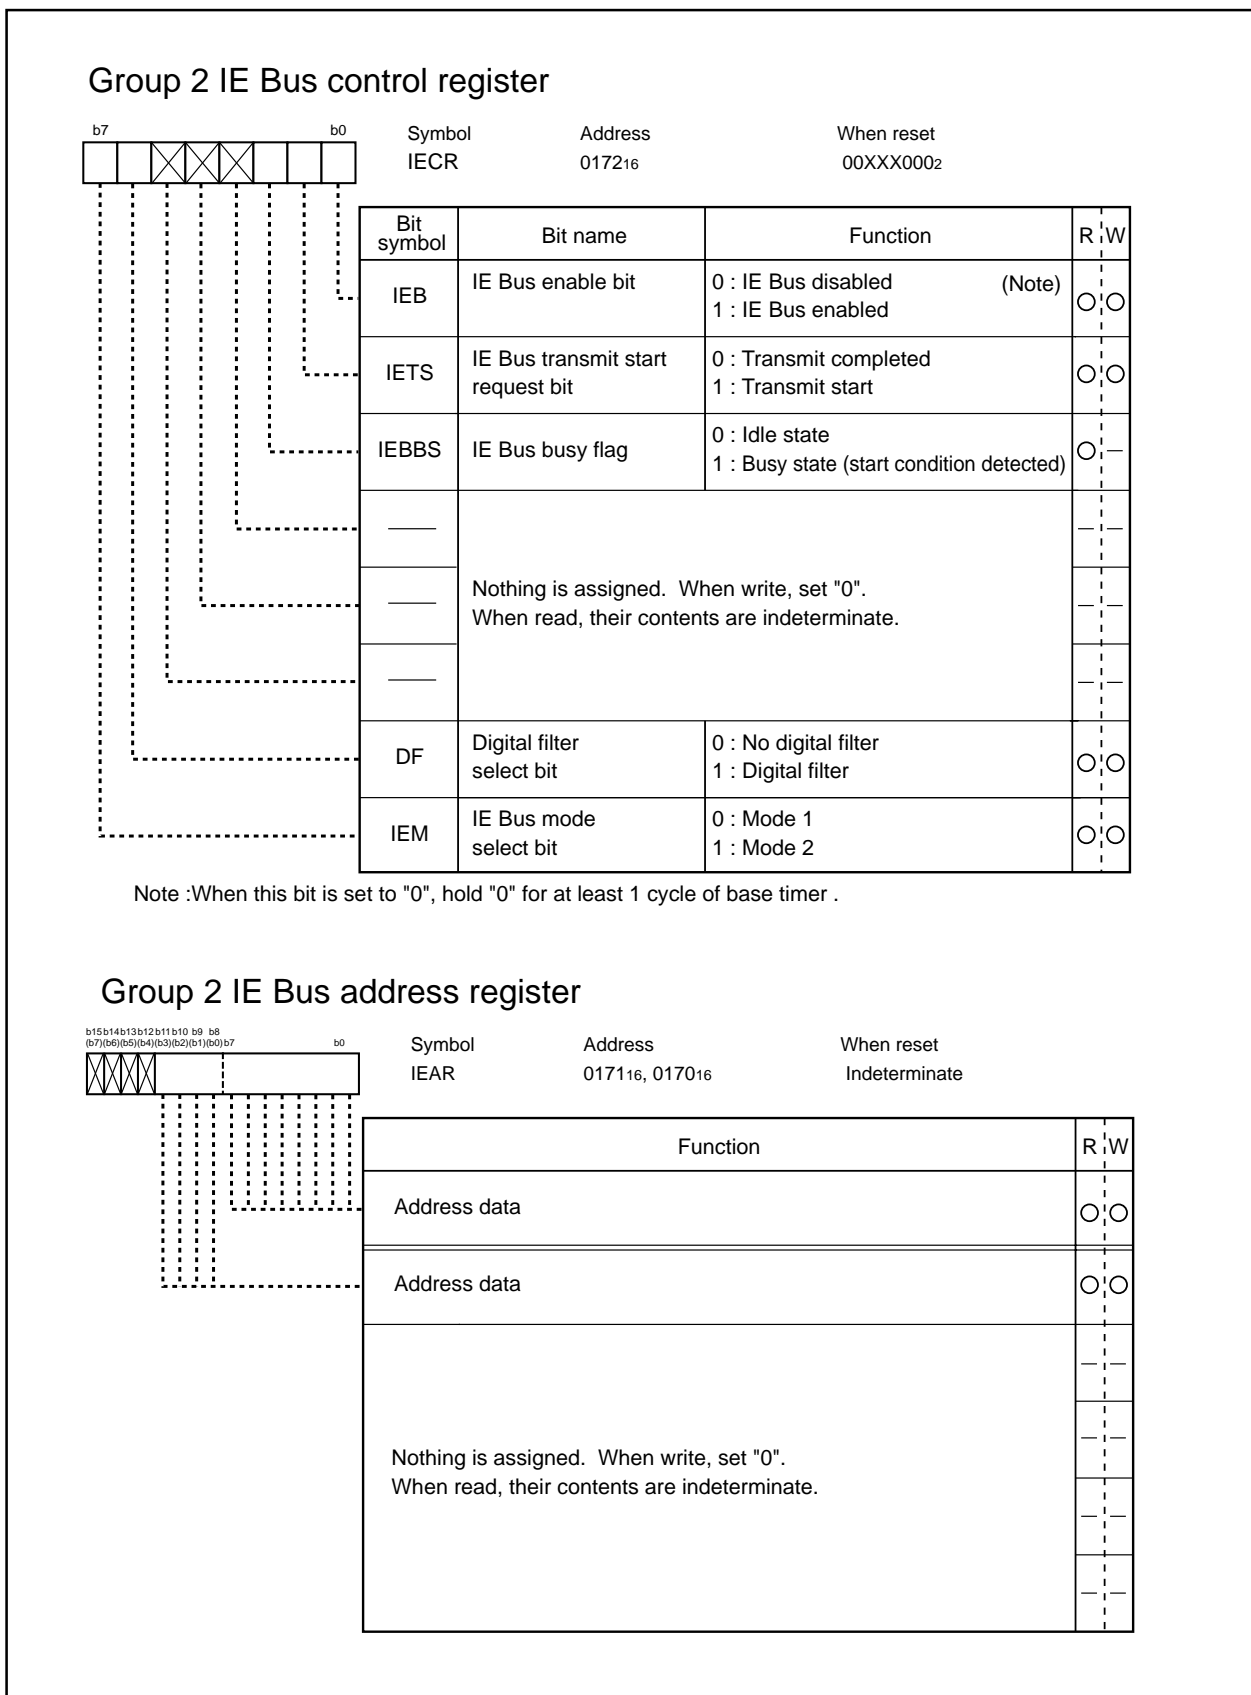 Group 2 IE Bus control register
b7 b0 Symbol Address When reset
IECR 017216 00XXX0002
Bit symbol Bit name Function R W
IEB IE Bus enable bit 0 : IE Bus disabled (Note)
1 : IE Bus enabled
IETS IE Bus transmit start 0 : Transmit completed
request bit 1 : Transmit start
IEBBS IE Bus busy flag 0 : Idle state
1 : Busy state (start condition detected)
Nothing is assigned. When write, set "0".
When read, their contents are indeterminate.
DF Digital filter 0 : No digital filter
select bit 1 : Digital filter
IEM IE Bus mode 0 : Mode 1
select bit 1 : Mode 2
Note :When this bit is set to "0", hold "0" for at least 1 cycle of base timer .
Group 2 IE Bus address register
b15b14b13b12b11b10 b9 b8
(b7)(b6)(b5)(b4)(b3)(b2)(b1)(b0)b7 b0 Symbol Address When reset
IEAR 017116, 017016 Indeterminate
Function R W
Address data
Address data
Nothing is assigned. When write, set "0".
When read, their contents are indeterminate.